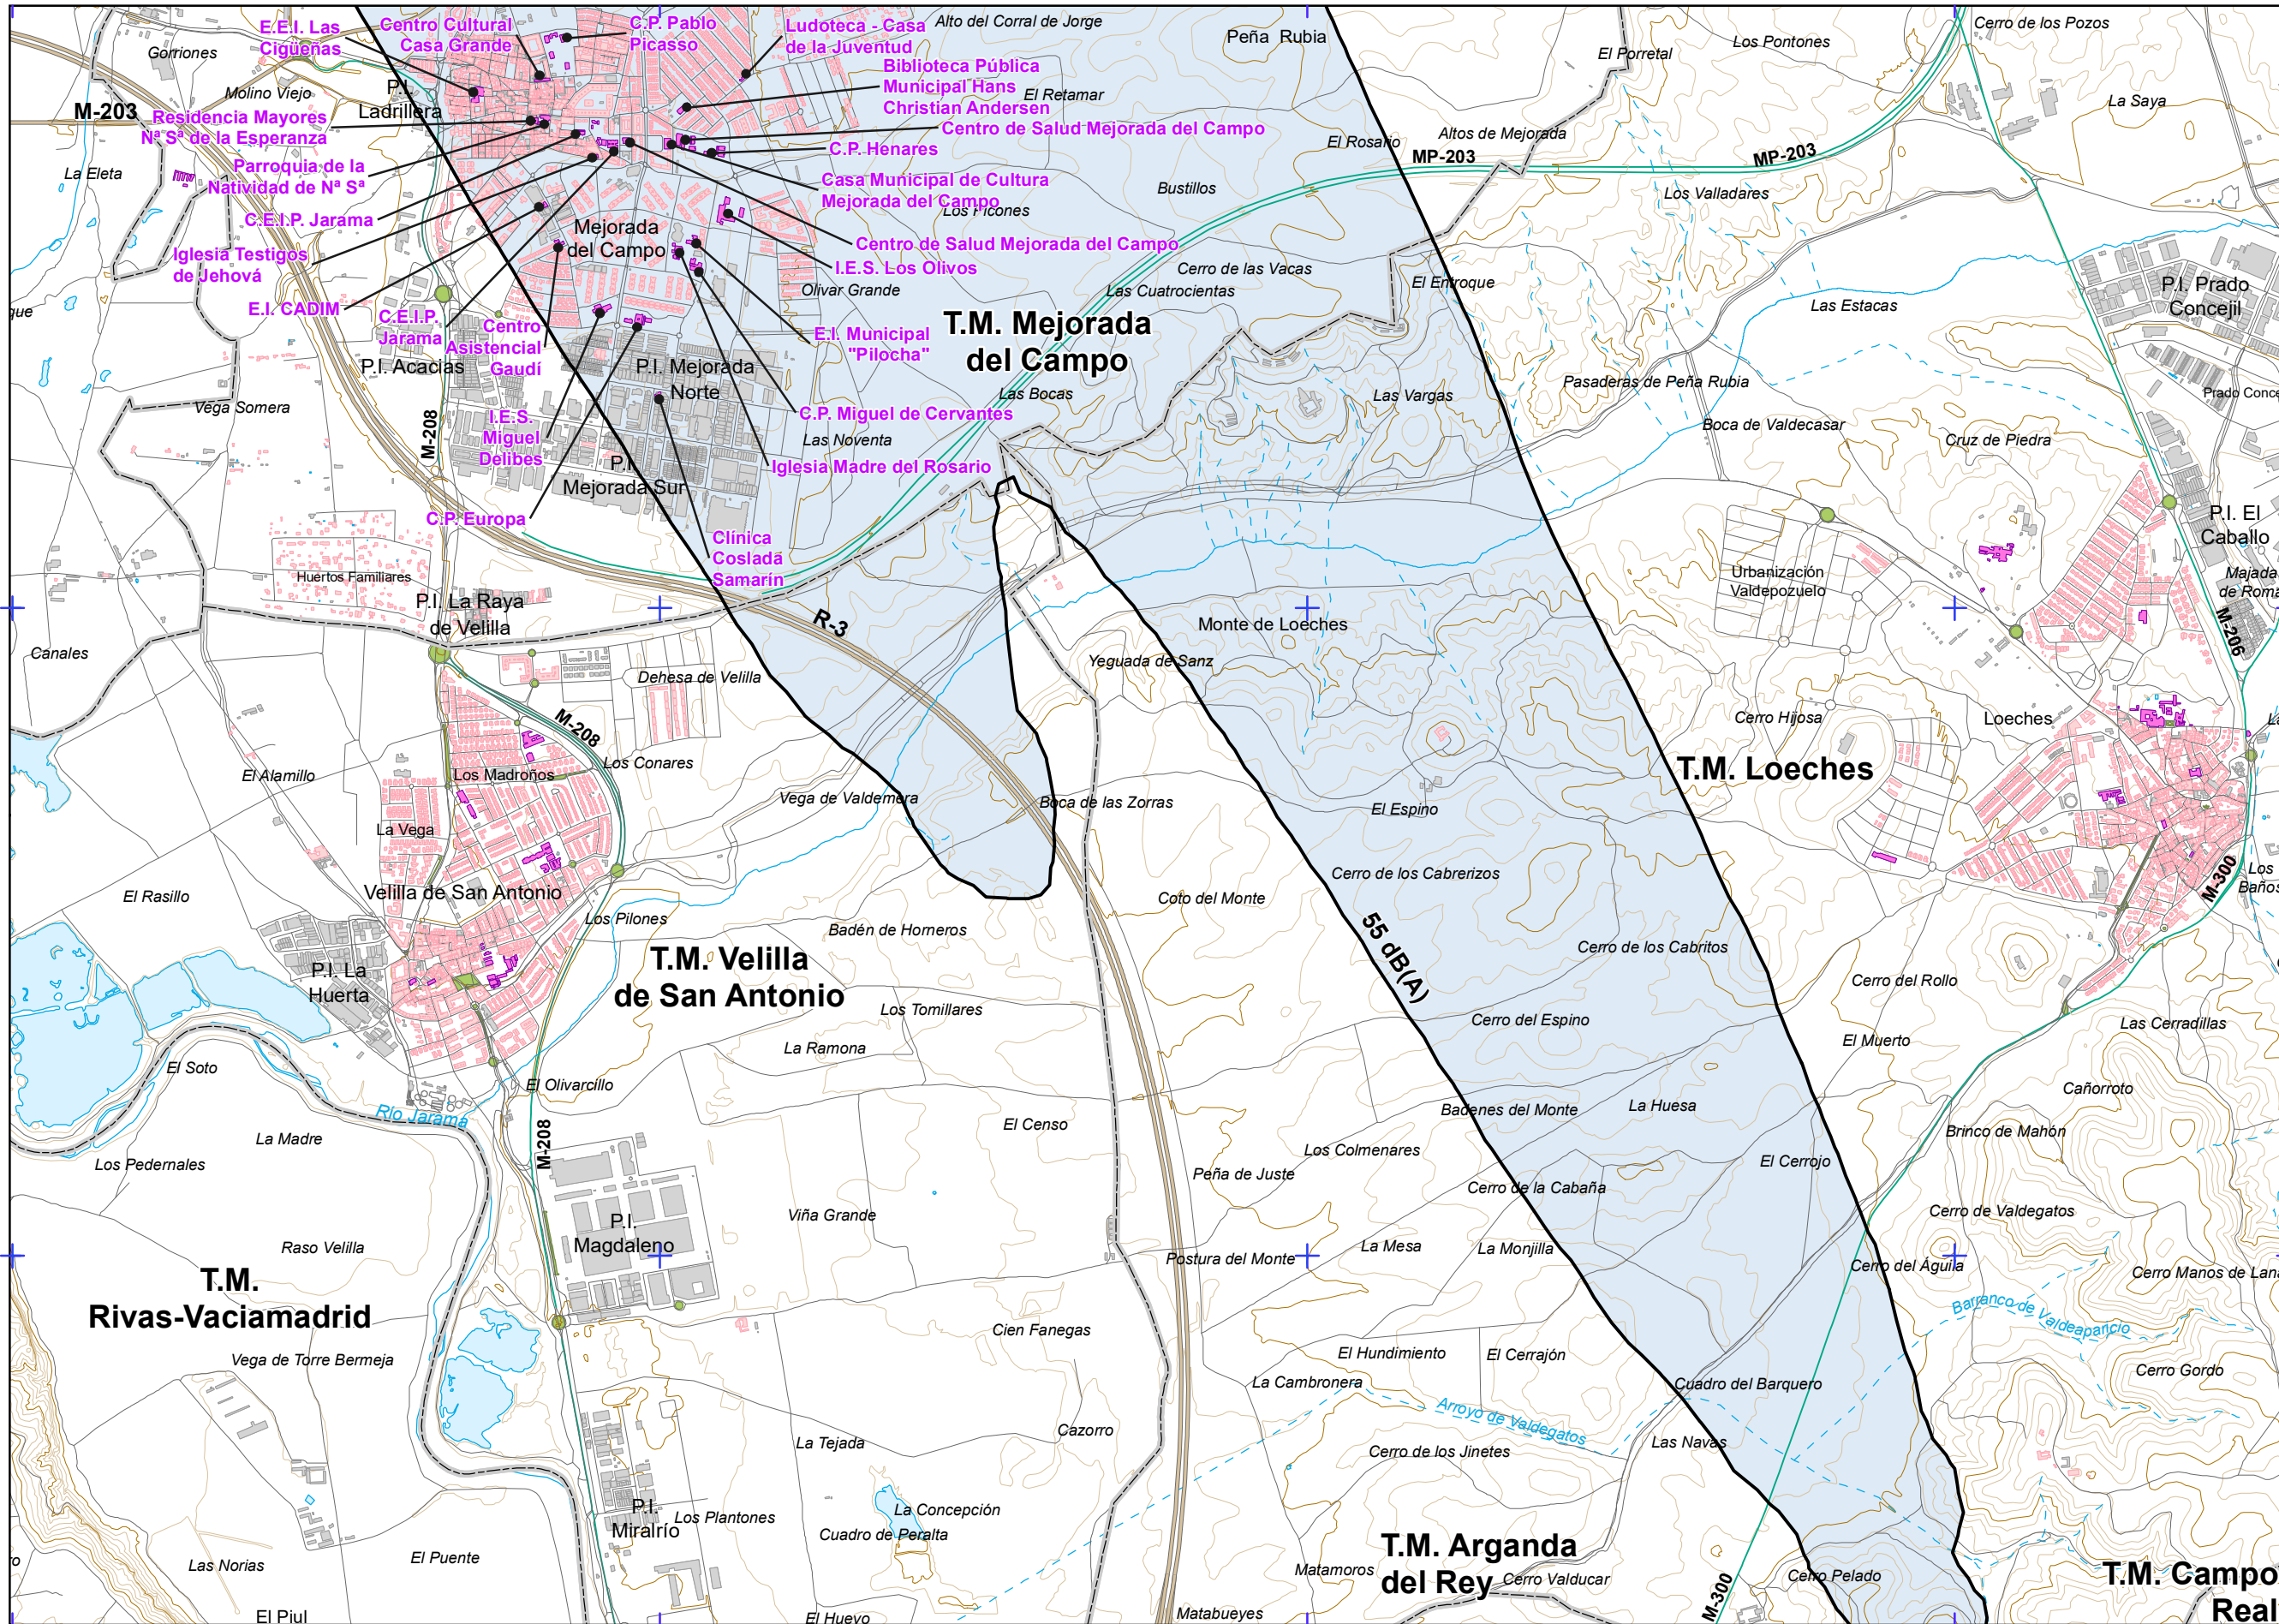 E.E.I. Las
Cigüeñas
Centro Cultural
Casa Grande
C.P. Pablo
Picasso
Ludoteca - Casa
de la Juventud
Alto del Corral de Jorge
Peña Rubia
El Porretal
Los Pontones
Cerro de los Pozos
Gorriones
Molino Viejo
P.I.
Ladrillera
Biblioteca Pública
Municipal Hans
Christian Andersen
El Retamar
La Saya
M-203
Residencia Mayores
Nª Sª de la Esperanza
Centro de Salud Mejorada del Campo
C.P. Henares
El Rosario
Altos de Mejorada
MP-203
MP-203
La Eleta
Parroquia de la
Natividad de Nª Sª
Casa Municipal de Cultura
Mejorada del Campo
Los Picones
Bustillos
Los Valladares
C.E.I.P. Jarama
Mejorada
del Campo
Centro de Salud Mejorada del Campo
I.E.S. Los Olivos
Iglesia Testigos
de Jehová
Cerro de las Vacas
Las Cuatrocientas
El Entroque
Las Estacas
P.I. Prado
Concejil
Olivar Grande
E.I. CADIM
C.E.I.P.
Jarama
Centro
Asistencial
Gaudí
E.I. Municipal
"Pilocha"
T.M. Mejorada
del Campo
P.I. Acacias
P.I. Mejorada
Norte
Las Bocas
Las Vargas
Pasaderas de Peña Rubia
Prado Conce
Vega Somera
M-208
I.E.S.
Miguel
Delibes
C.P. Miguel de Cervantes
Las Noventa
Boca de Valdecasar
Cruz de Piedra
Iglesia Madre del Rosario
P.I.
Mejorada Sur
C.P. Europa
Clínica
Coslada
Samarín
P.I. El
Caballo
Huertos Familiares
Urbanización
Valdepozuelo
Majada
de Roma
P.I. La Raya
de Velilla
R-3
Monte de Loeches
M-206
Canales
Yeguada de Sanz
Dehesa de Velilla
M-208
Cerro Hijosa
Loeches
Los Conares
T.M. Loeches
El Alamillo
Los Madroños
Vega de Valdemera
Boca de las Zorras
El Espino
La Vega
Cerro de los Cabrerizos
M-300
Los
Baños
El Rasillo
Velilla de San Antonio
Coto del Monte
Los Pilones
Badén de Horneros
55 dB(A)
Cerro de los Cabritos
T.M. Velilla
de San Antonio
P.I. La
Huerta
Cerro del Rollo
Los Tomillares
Cerro del Espino
Las Cerradillas
La Ramona
El Muerto
El Soto
El Olivarcillo
Cañorroto
Río Jarama
Badenes del Monte
La Huesa
El Censo
La Madre
M-208
Los Colmenares
Brinco de Mahón
Los Pedernales
Peña de Juste
El Cerrojo
Cerro de la Cabaña
Viña Grande
P.I.
Magdaleno
Cerro de Valdegatos
Raso Velilla
La Mesa
La Monjilla
Postura del Monte
Cerro del Águila
Cerro Manos de Lana
T.M.
Rivas-Vaciamadrid
Barranco de Valdeaparicio
Cien Fanegas
El Hundimiento
El Cerrajón
Vega de Torre Bermeja
La Cambronera
Cuadro del Barquero
Cerro Gordo
Arroyo de Valdegatos
Cazorro
La Tejada
Cerro de los Jinetes
Las Navas
P.I.
Miralrío
Los Plantones
La Concepción
Cuadro de Peralta
T.M. Arganda
del Rey
Las Norias
El Puente
Matamoros
Cerro Valducar
Cerro Pelado
T.M. Campo
Real
M-300
El Piul
El Huevo
Matabueyes